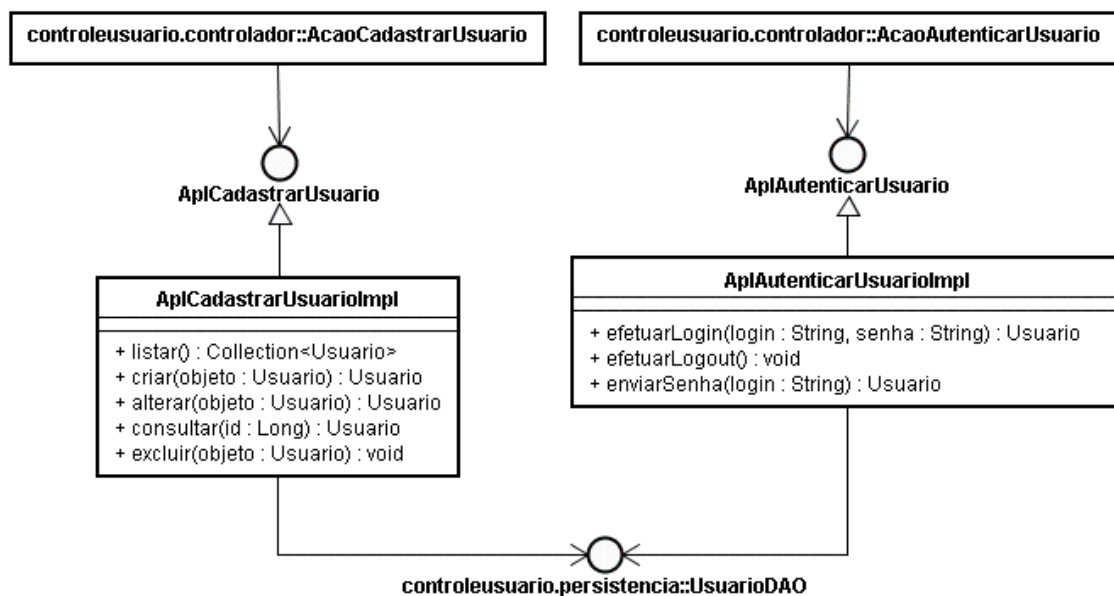 controleusuario.controlador::AcaoCadastrarUsuario
controleusuario.controlador::AcaoAutenticarUsuario
AplCadastrarUsuario
AplAutenticarUsuario
AplCadastrarUsuarioImpl
+ listar() : Collection<Usuario>
+ criar(objeto : Usuario) : Usuario
+ alterar(objeto : Usuario) : Usuario
+ consultar(id : Long) : Usuario
+ excluir(objeto : Usuario) : void
AplAutenticarUsuarioImpl
+ efetuarLogin(login : String, senha : String) : Usuario
+ efetuarLogout() : void
+ enviarSenha(login : String) : Usuario
controleusuario.persistencia::UsuarioDAO